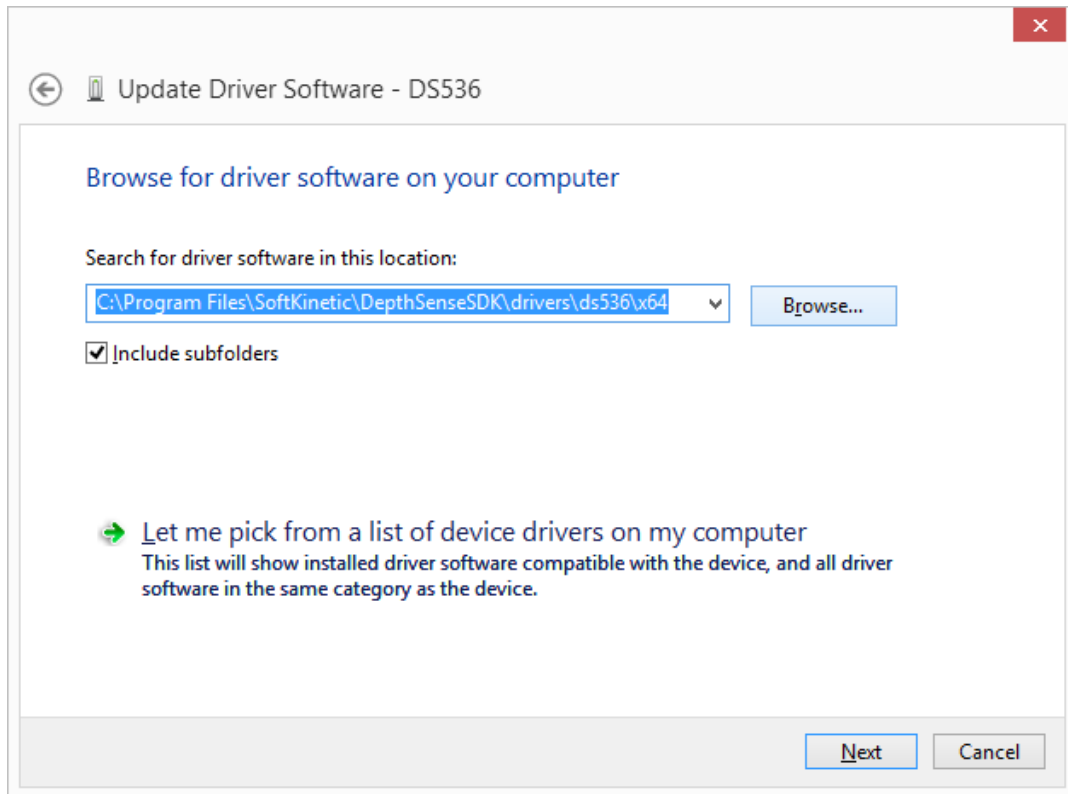 Update Driver Software - DS536
Browse for driver software on your computer
Search for driver software in this location:
C:\Program Files\SoftKinetic\DepthSenseSDK\drivers\ds536\x64
Browse...
Include subfolders
Let me pick from a list of device drivers on my computer
This list will show installed driver software compatible with the device, and all driver
software in the same category as the device.
Next
Cancel